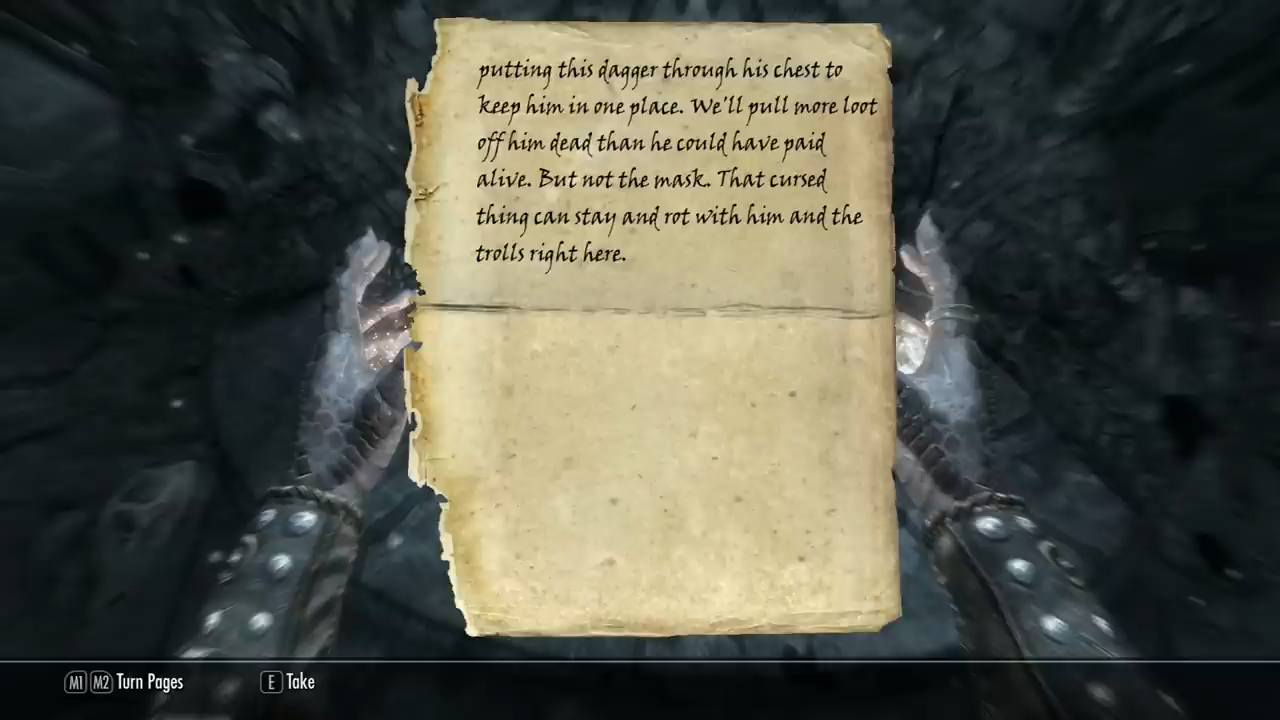 putting this dagger through his chest to
keep him in one place. We'll pull more loot
off him dead than he could have paid
alive. But not the mask. That cursed
thing can stay and rot with him and the
trolls right here.
M1 M2 Turn Pages E Take